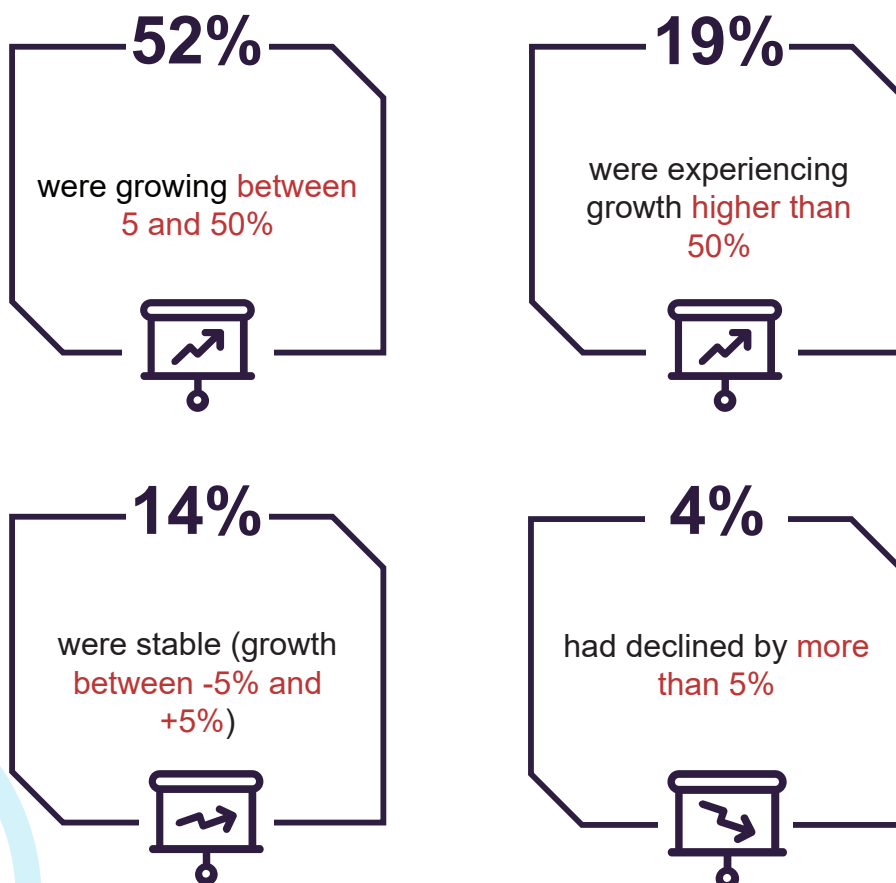 52%
were growing between
5 and 50%
19%
were experiencing
growth higher than
50%
14%
were stable (growth
between -5% and
+5%)
4%
had declined by more
than 5%